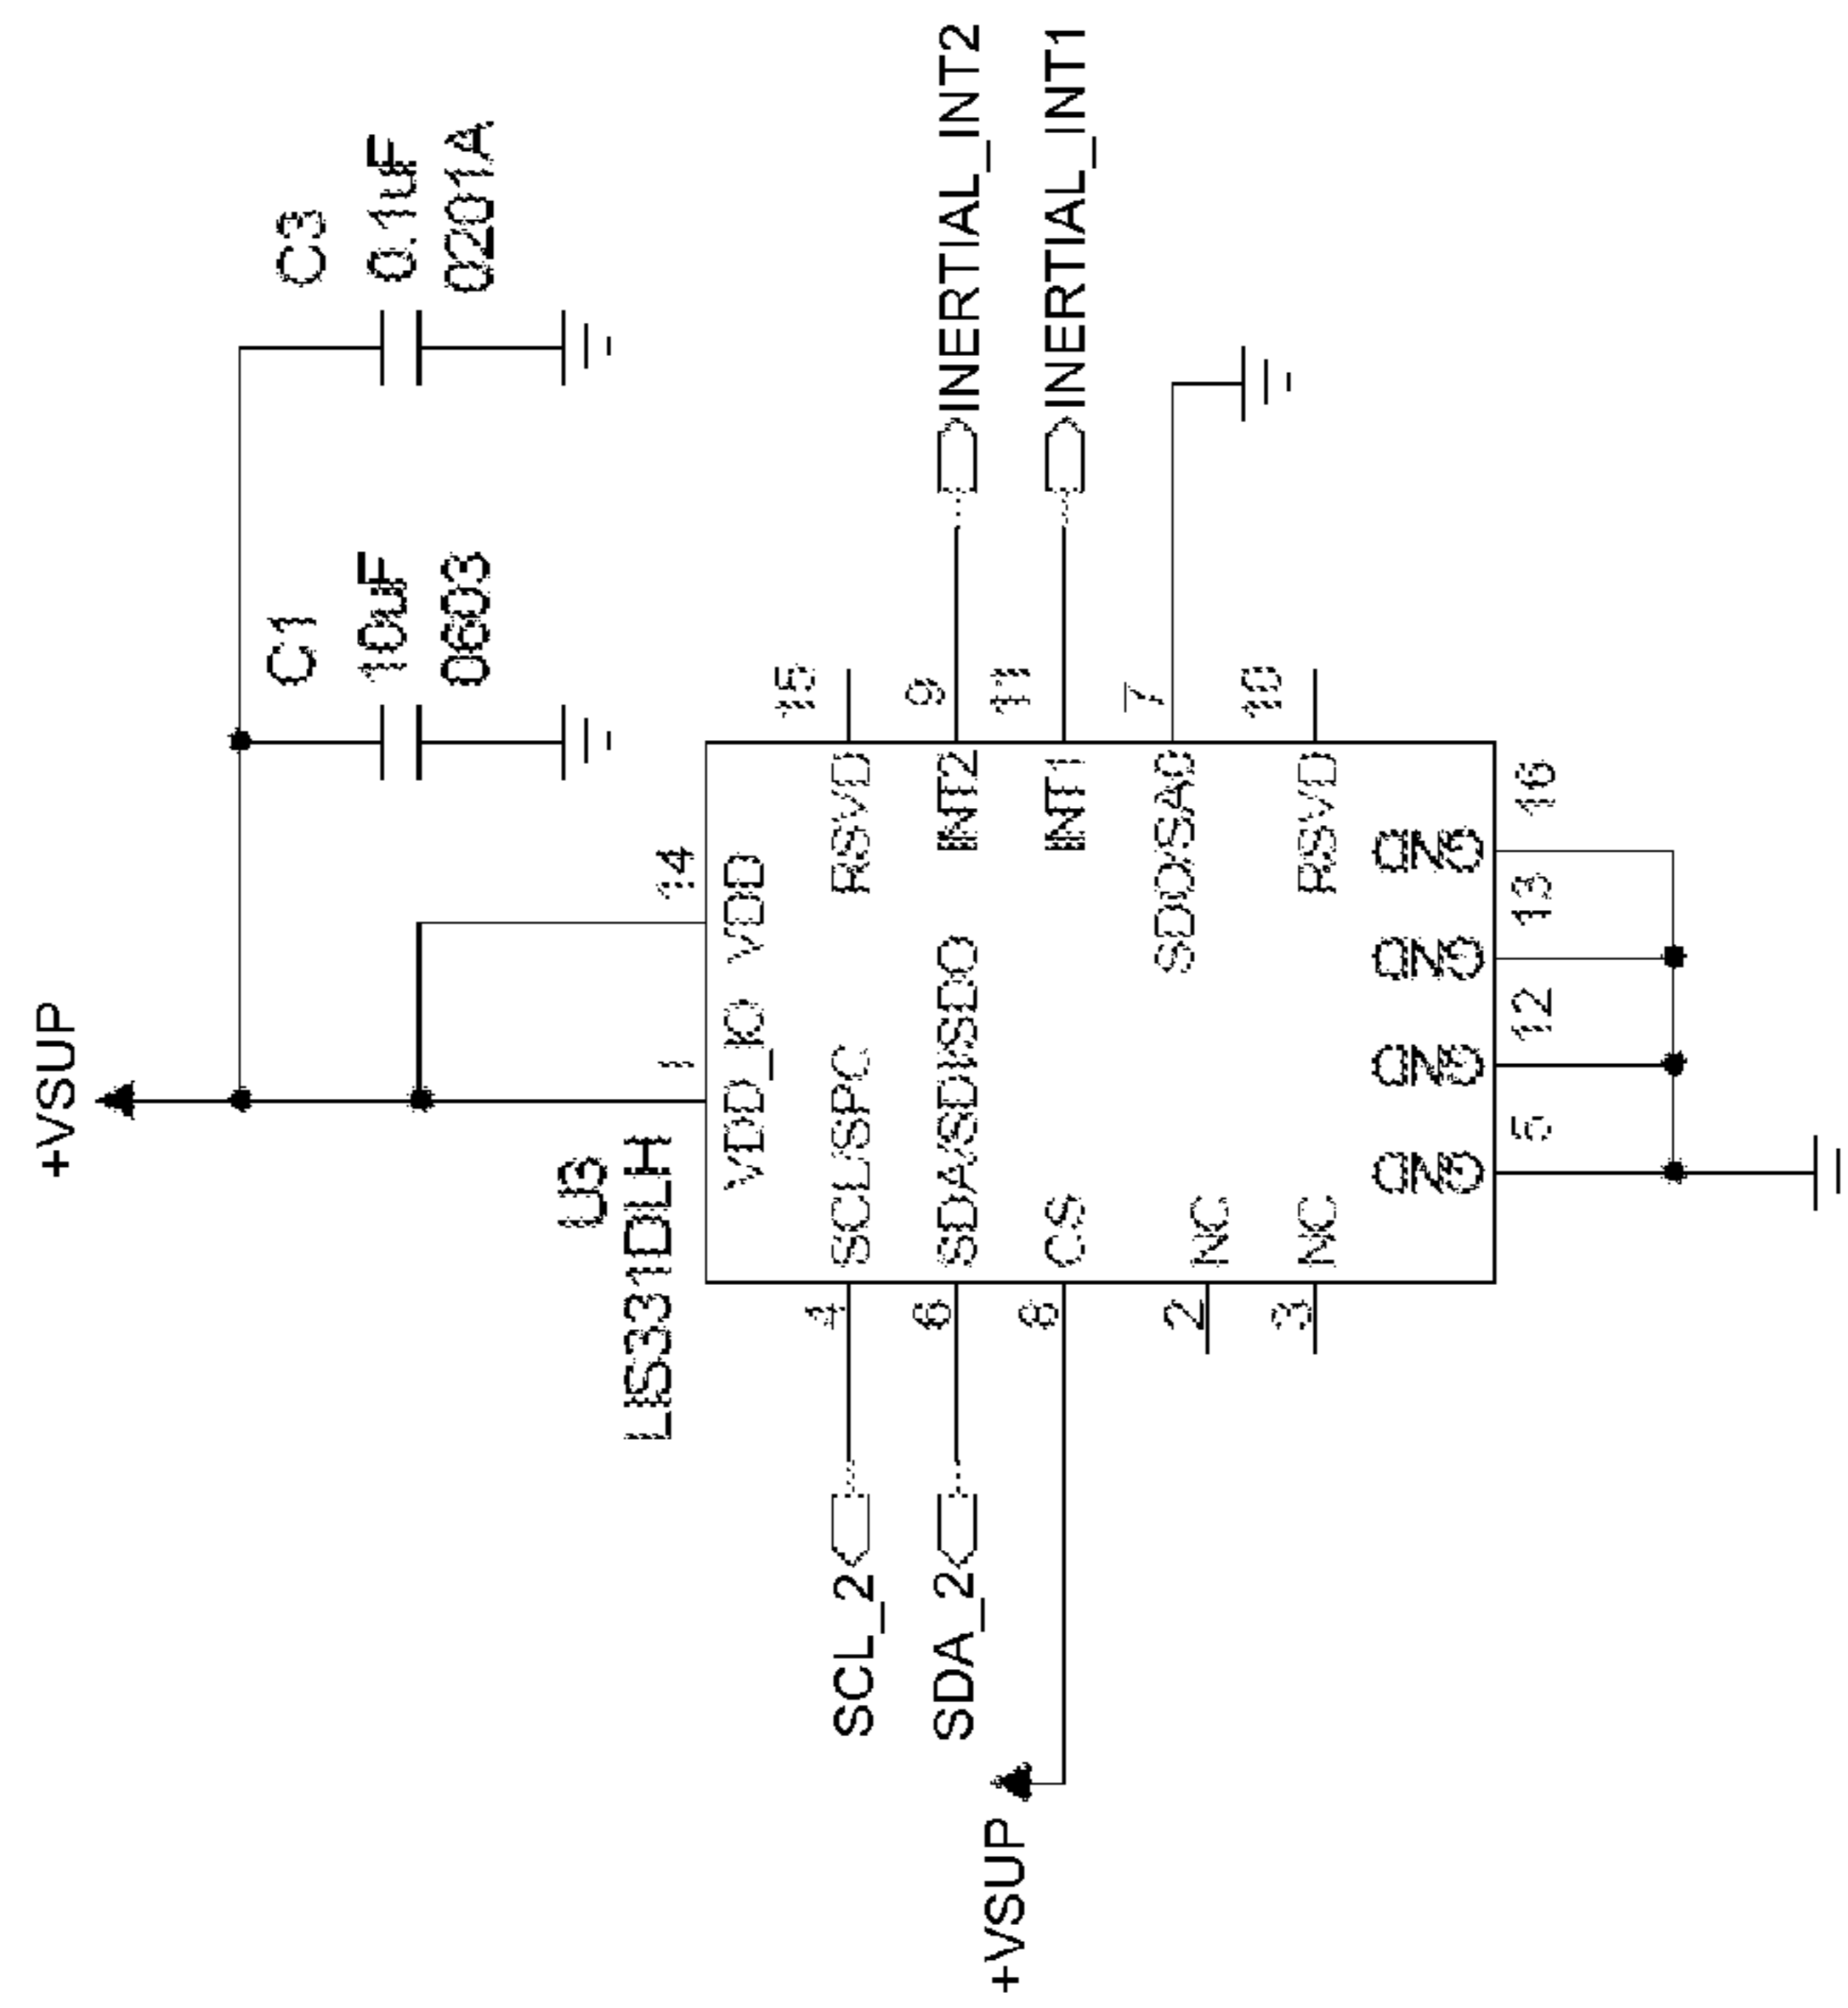 +VSUP
C1
10uF
0603
C3
0.1uF
0201A
U3
LIS331DLH
1
14
VDD_IO
VDD
SCL_2
4
SCL/SPC
RSVD
15
SDA_2
6
SDA/SDI/SDO
INT2
9
INERTIAL_INT2
8
CS
INT1
11
INERTIAL_INT1
+VSUP
SDO/SA0
7
2
NC
3
NC
RSVD
10
GND
GND
GND
GND
5
12
13
16